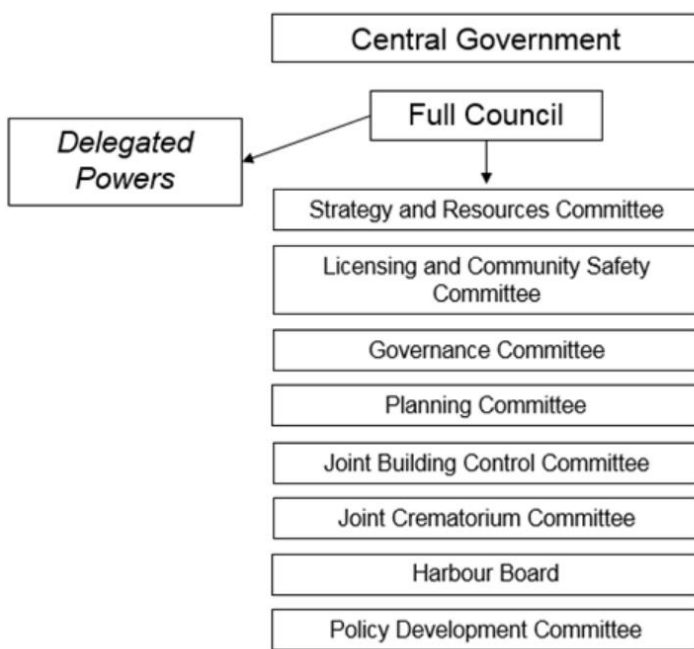 Central Government
Full Council
Delegated
Powers
Strategy and Resources Committee
Licensing and Community Safety
Committee
Governance Committee
Planning Committee
Joint Building Control Committee
Joint Crematorium Committee
Harbour Board
Policy Development Committee